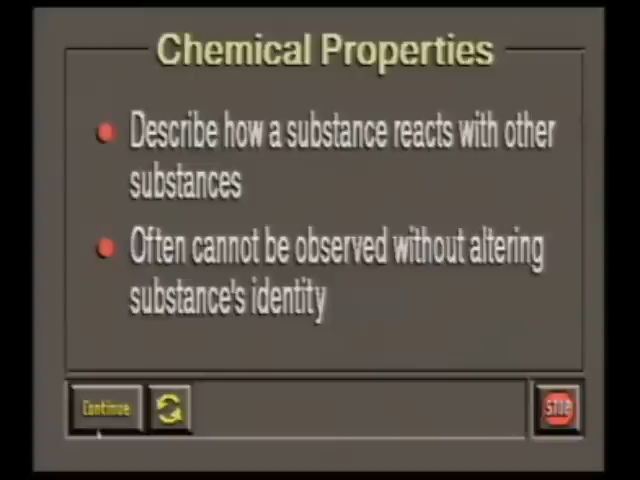 Chemical Properties
Describe how a substance reacts with other
substances
Often cannot be observed without altering
substance's identity
Continue
STOP